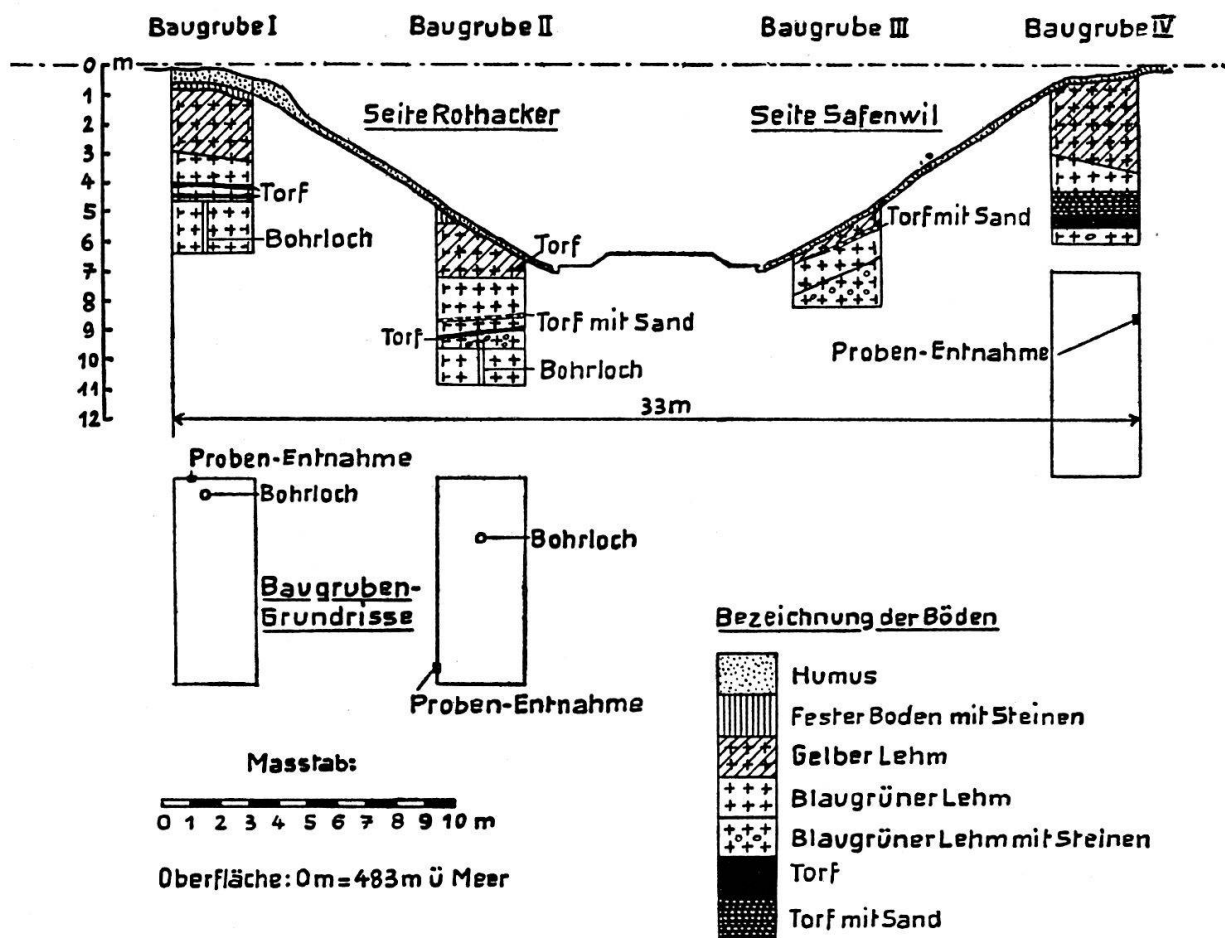 Baugrube I Baugrube II Baugrube III Baugrube IV
0 m
1
2
3
4
5
6
7
8
9
10
11
12
Seite Rothacker Seite Safenwil
Torf
Bohrloch
Torf
Torf mit Sand
Torf
Bohrloch
Torf mit Sand
Proben-Entnahme
33m
Proben-Entnahme
Bohrloch
Bohrloch
Baugruben-
Grundrisse
Proben-Entnahme
Masstab:
0 1 2 3 4 5 6 7 8 9 10 m
Oberfläche: 0m = 483m ü Meer
Bezeichnung der Böden
Humus
Fester Boden mit Steinen
Gelber Lehm
Blaugrüner Lehm
Blaugrüner Lehm mit Steinen
Torf
Torf mit Sand